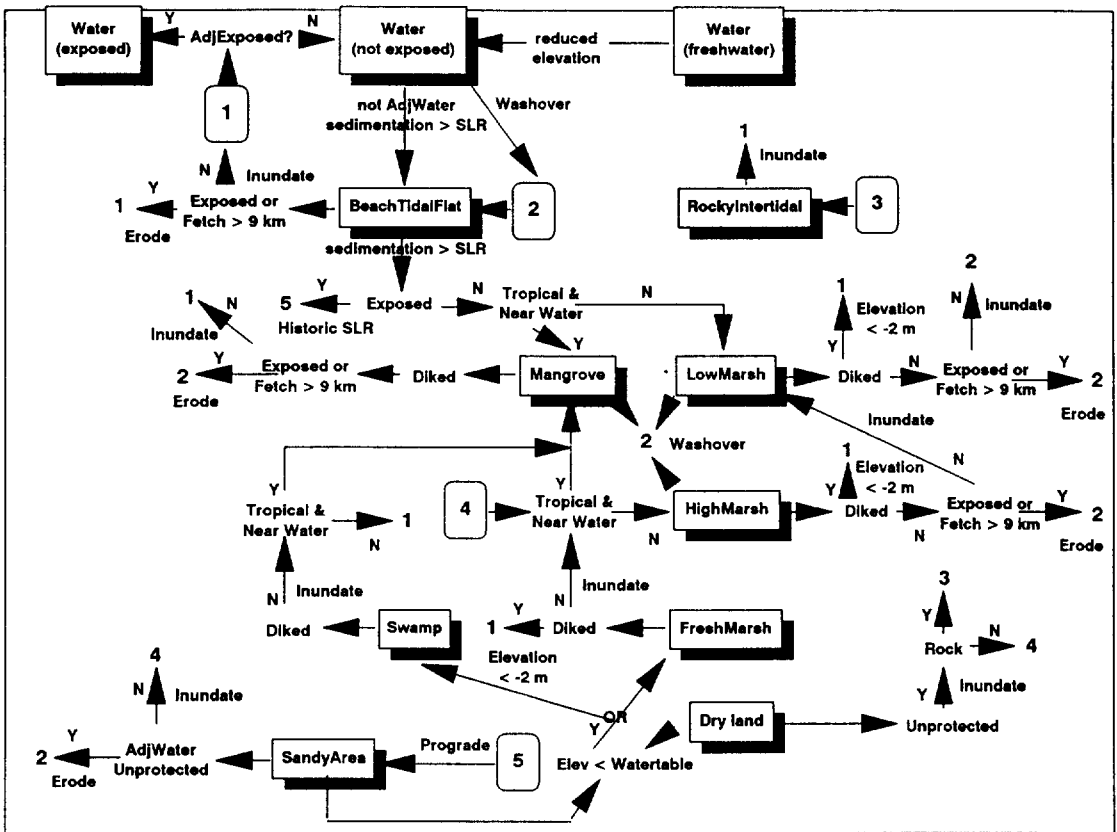 Water
(exposed)
Y
AdjExposed?
N
Water
(not exposed)
reduced
elevation
Water
(freshwater)
1
not AdjWater
sedimentation > SLR
Washover
N
Inundate
1
Y
Erode
Exposed or
Fetch > 9 km
BeachTidalFlat
2
1
Inundate
RockyIntertidal
3
sedimentation > SLR
5
Y
Historic SLR
Exposed
N
Tropical &
Near Water
N
Y
1
N
Inundate
2
Y
Erode
Exposed or
Fetch > 9 km
Diked
Mangrove
LowMarsh
1
Elevation
< -2 m
Y
Diked
N
2
N
Inundate
Exposed or
Fetch > 9 km
Y
2
Erode
2
Washover
Inundate
N
Y
Tropical &
Near Water
1
N
4
Y
Tropical &
Near Water
N
HighMarsh
1
Elevation
< -2 m
Y
Diked
N
Exposed or
Fetch > 9 km
Y
2
Erode
N
Inundate
Diked
Swamp
N
Inundate
1
Y
Diked
Elevation
< -2 m
FreshMarsh
3
Y
Rock
N
4
Y
Inundate
Unprotected
Dry land
OR
Y
Elev < Watertable
4
N
Inundate
2
Y
Erode
AdjWater
Unprotected
SandyArea
Prograde
5